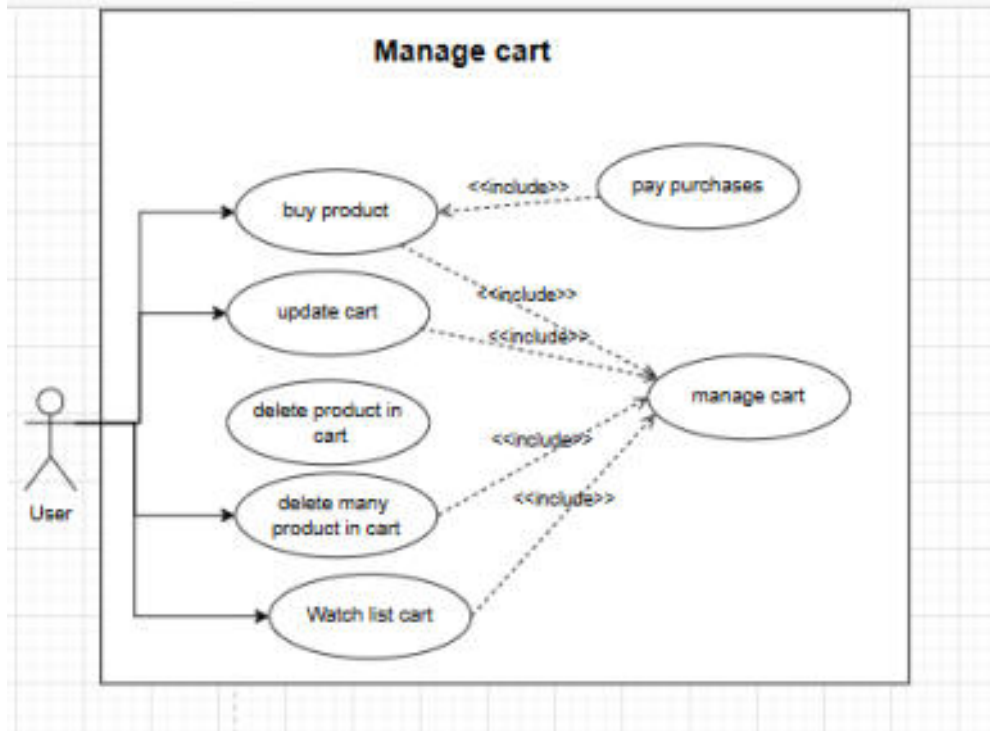 Manage cart
pay purchases
<<include>>
buy product
<<include>>
update cart
<<include>>
manage cart
delete product in
cart
<<include>>
delete many
product in cart
<<include>>
User
Watch list cart